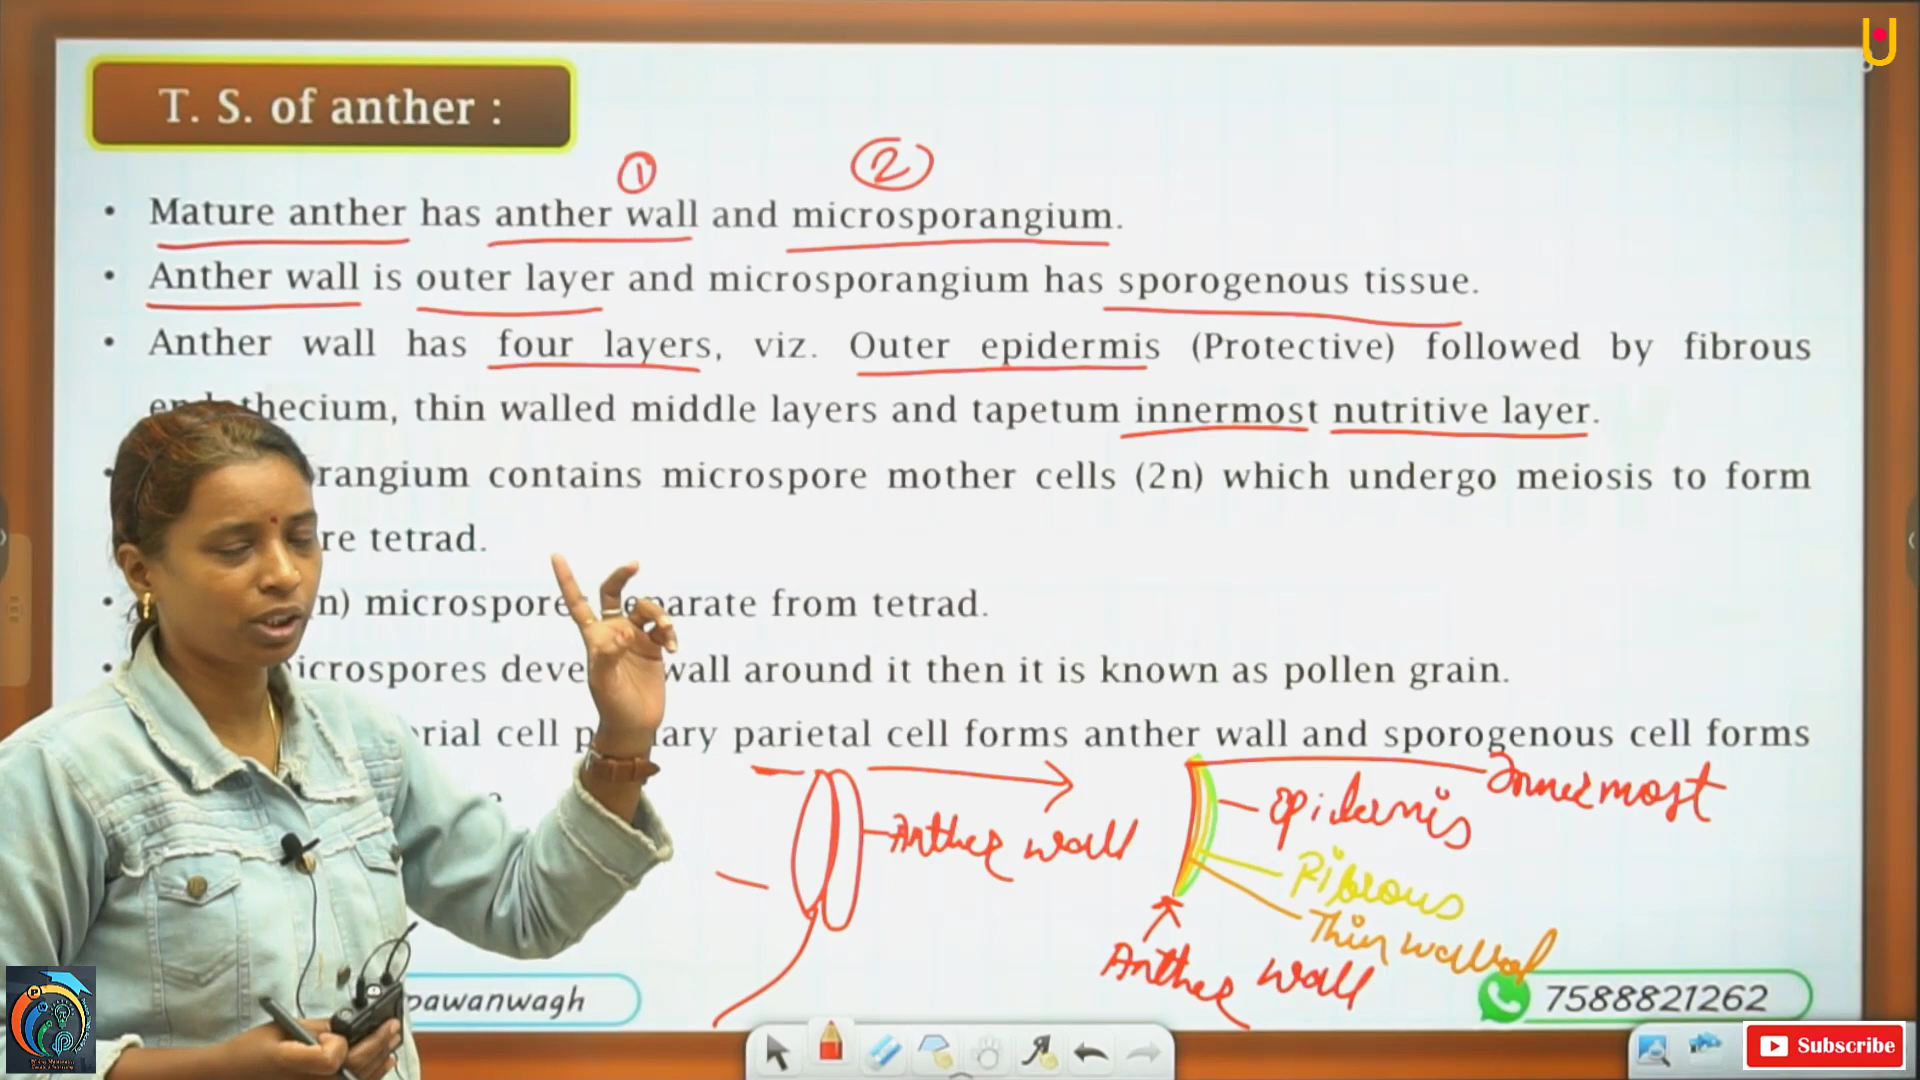 T. S. of anther :
① ②
• Mature anther has anther wall and microsporangium.
• Anther wall is outer layer and microsporangium has sporogenous tissue.
• Anther wall has four layers, viz. Outer epidermis (Protective) followed by fibrous
thecium, thin walled middle layers and tapetum innermost nutritive layer.
rangium contains microspore mother cells (2n) which undergo meiosis to form
re tetrad.
n) microspore separate from tetrad.
icrospores deve wall around it then it is known as pollen grain.
rial cell p ary parietal cell forms anther wall and sporogenous cell forms
Innermost
epidermis
Anther wall
Fibrous
Thin walled
Anther wall
pawanwagh
7588821262
Subscribe